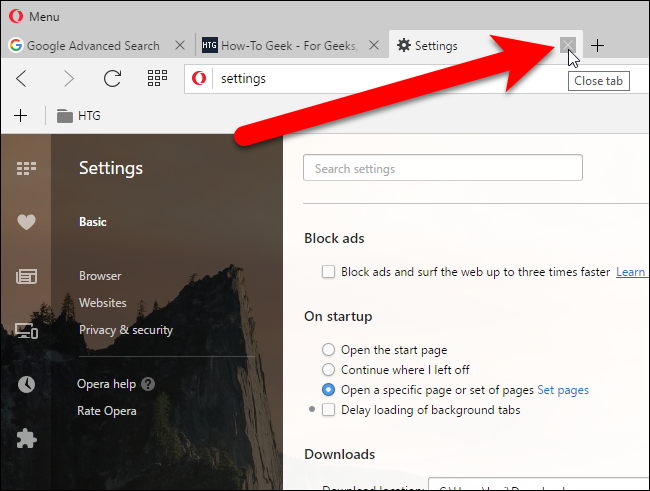 Menu
Google Advanced Search
HTG How-To Geek - For Geeks,
Settings
settings
Close tab
HTG
Settings
Search settings
Basic
Block ads
Block ads and surf the web up to three times faster Learn
Browser
Websites
Privacy & security
On startup
Open the start page
Continue where I left off
Open a specific page or set of pages Set pages
Delay loading of background tabs
Opera help ?
Rate Opera
Downloads